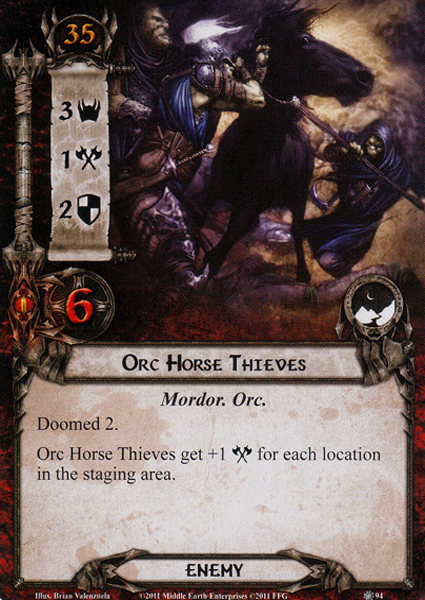 35
3
1
2
6
Orc Horse Thieves
Mordor. Orc.
Doomed 2.
Orc Horse Thieves get +1 for each location
in the staging area.
ENEMY
Illus. Brian Valenzuela ©2011 Middle Earth Enterprises ©2011 FFG 94